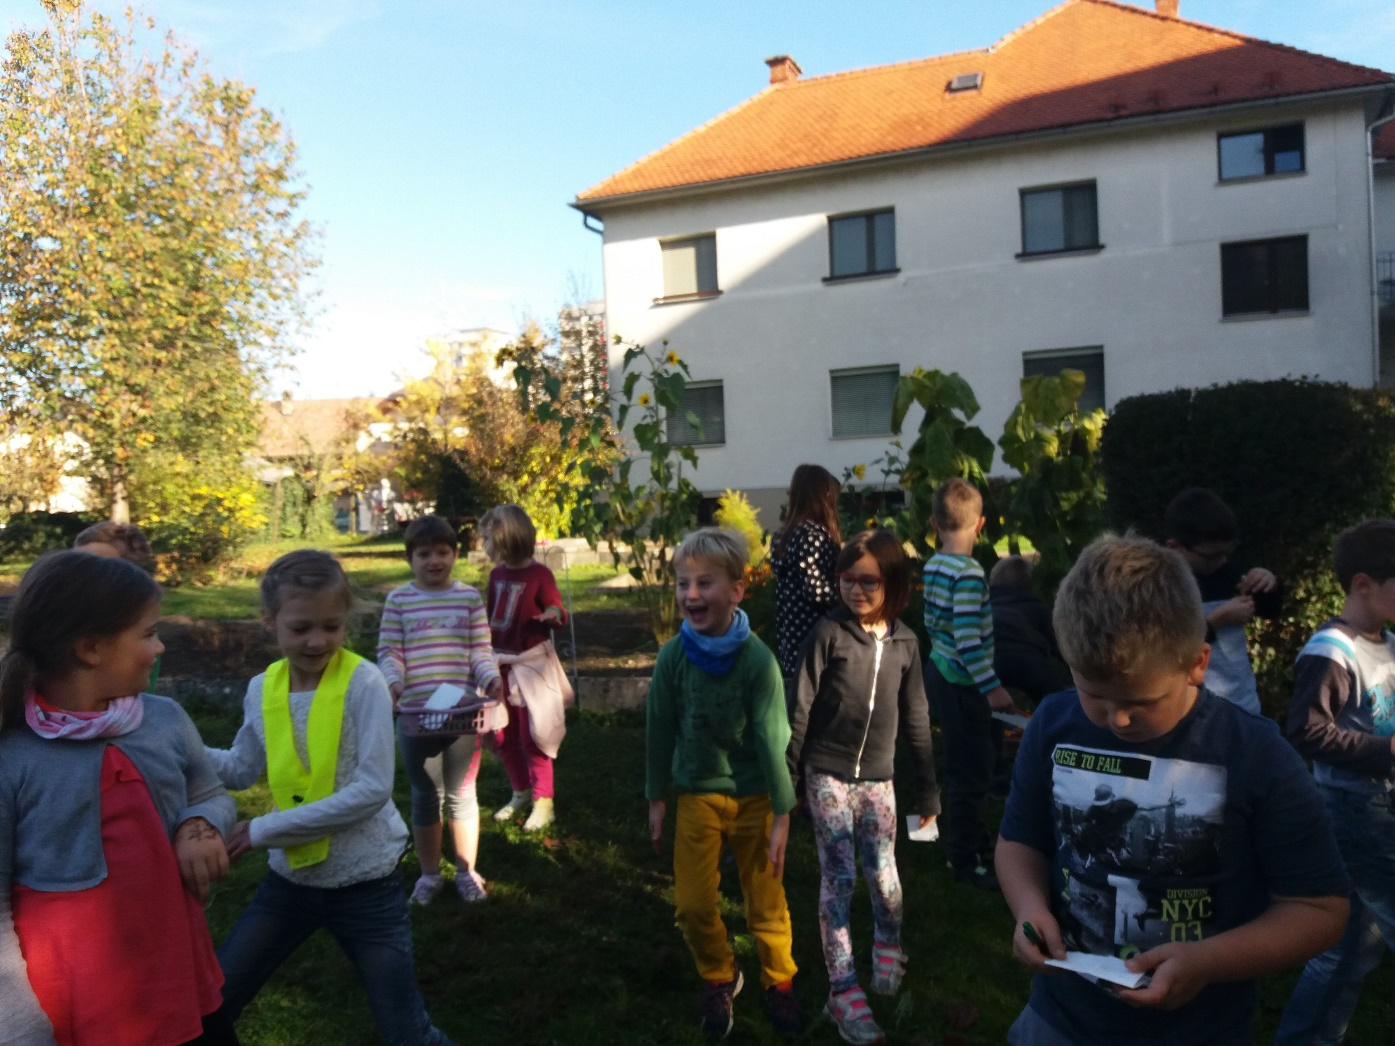 U
RISE TO FALL
DIVISION
NYC
03